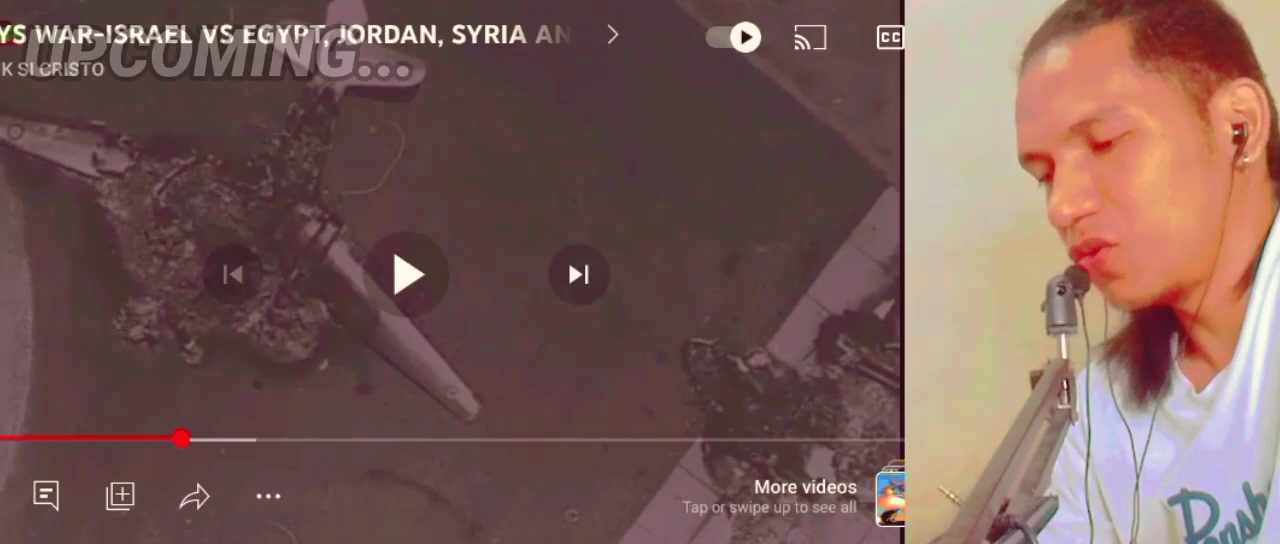 YS WAR-ISRAEL VS EGYPT, JORDAN, SYRIA AN
UPCOMING...
K SI CRISTO
CC
More videos
Tap or swipe up to see all